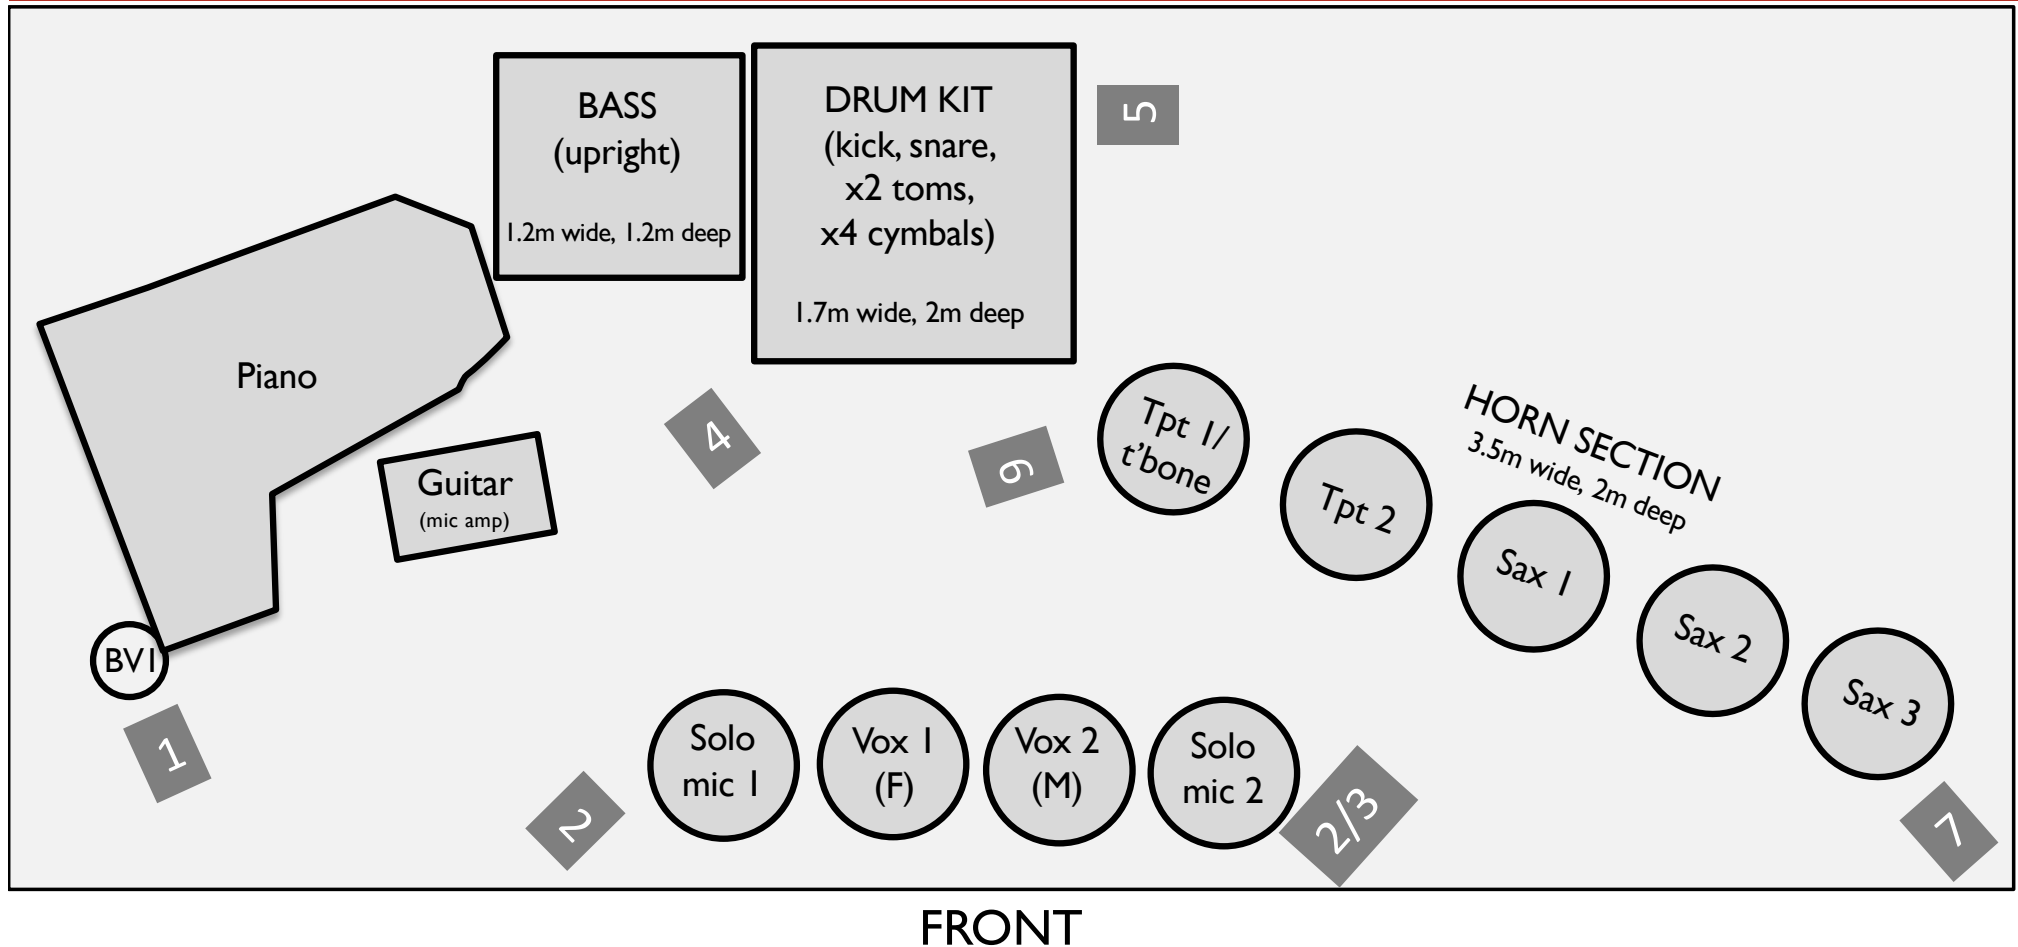 BASS
(upright)
1.2m wide, 1.2m deep
DRUM KIT
(kick, snare,
x2 toms,
x4 cymbals)
1.7m wide, 2m deep
5
Piano
Guitar
(mic amp)
4
6
Tpt 1/
t'bone
Tpt 2
HORN SECTION
3.5m wide, 2m deep
Sax 1
Sax 2
Sax 3
BV1
1
2
Solo
mic 1
Vox 1
(F)
Vox 2
(M)
Solo
mic 2
2/3
7
FRONT